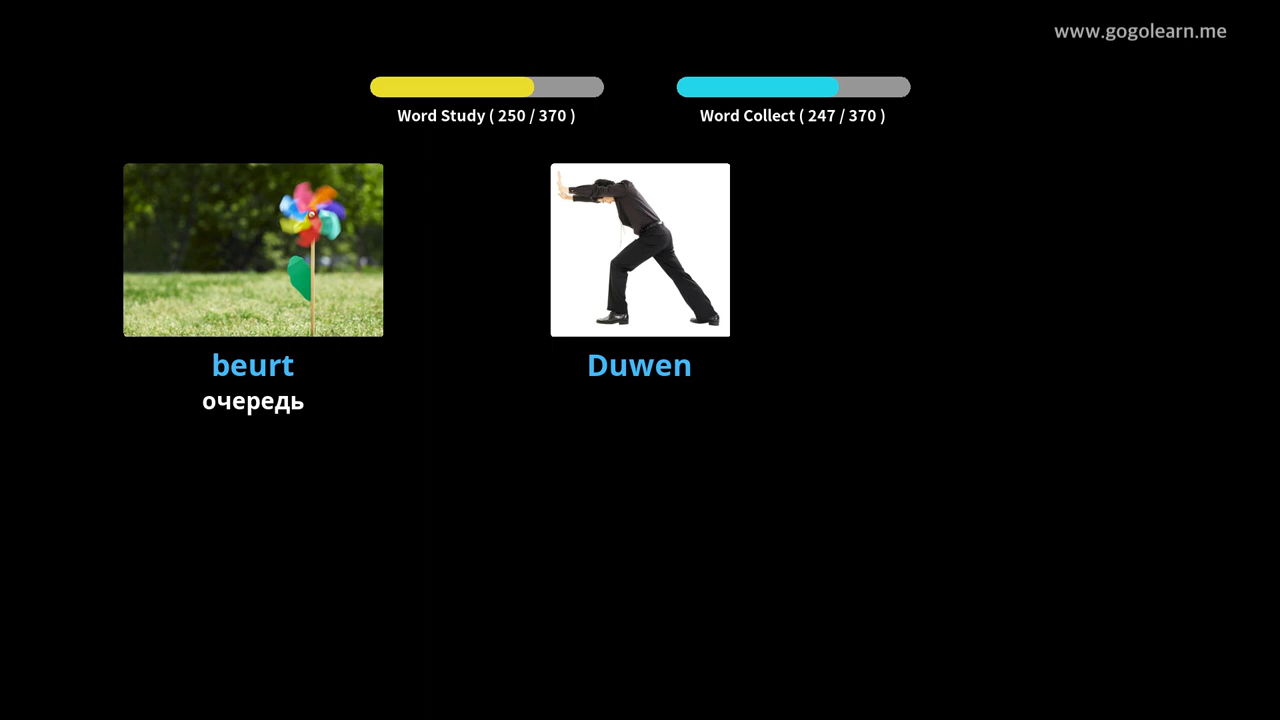 www.gogolearn.me
Word Study ( 250 / 370 )
Word Collect ( 247 / 370 )
beurt
очередь
Duwen